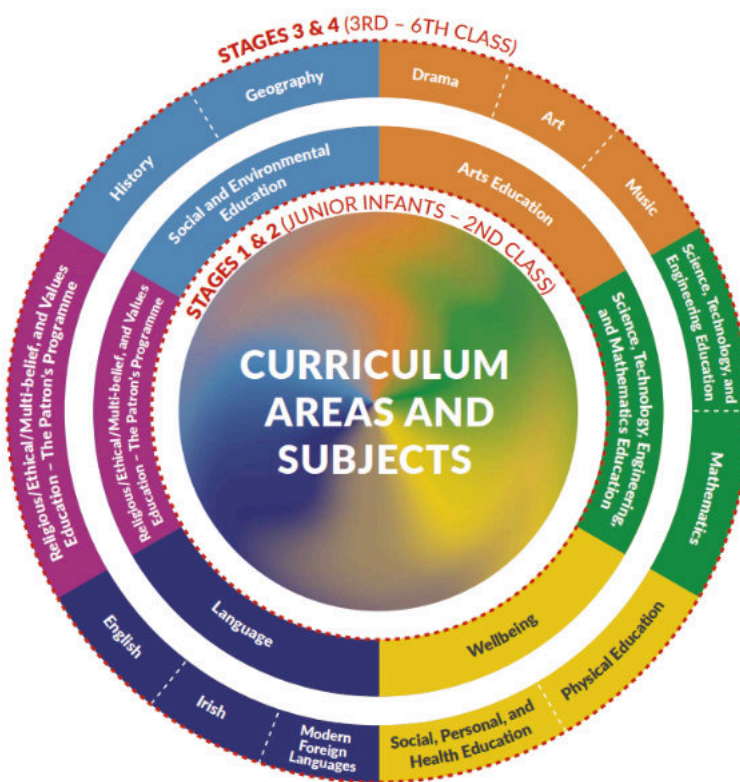 STAGES 3 & 4 (3RD – 6TH CLASS)
Geography
Drama
History
Art
Music
Social and Environmental
Education
Arts Education
STAGES 1 & 2 (JUNIOR INFANTS – 2ND CLASS)
Religious/Ethical/Multi-belief, and Values
Education – The Patron's Programme
Religious/Ethical/Multi-belief, and Values
Education – The Patron's Programme
CURRICULUM
AREAS AND
SUBJECTS
Science, Technology, Engineering,
and Mathematics Education
Science, Technology, and
Engineering Education
Mathematics
Language
Wellbeing
English
Irish
Modern
Foreign
Languages
Social, Personal, and
Health Education
Physical Education